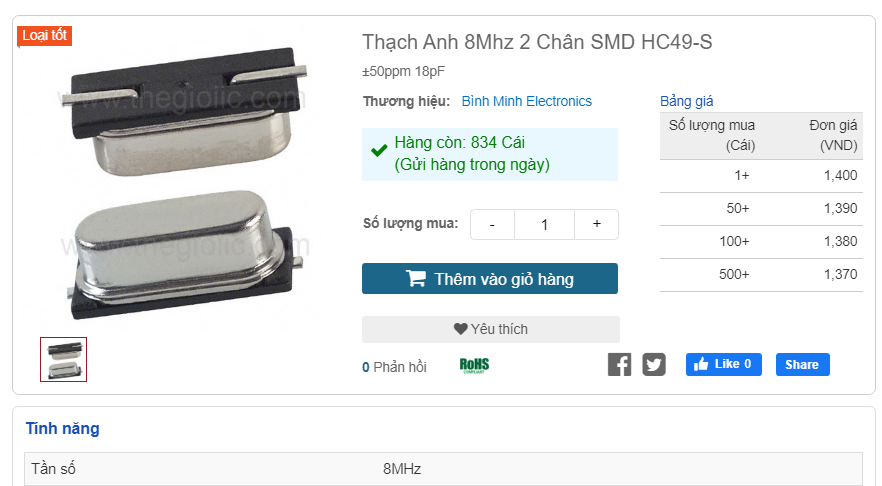 Loại tốt
www.thegioiic.com
www.thegioiic.com
Thạch Anh 8Mhz 2 Chân SMD HC49-S
±50ppm 18pF
Thương hiệu: Bình Minh Electronics
Hàng còn: 834 Cái
(Gửi hàng trong ngày)
Số lượng mua: - 1 +
Thêm vào giỏ hàng
Yêu thích
0 Phản hồi
RoHS
COMPLIANT
Like 0
Share
Bảng giá
Số lượng mua (Cái) Đơn giá (VND)
1+ 1,400
50+ 1,390
100+ 1,380
500+ 1,370
Tính năng
Tần số 8MHz